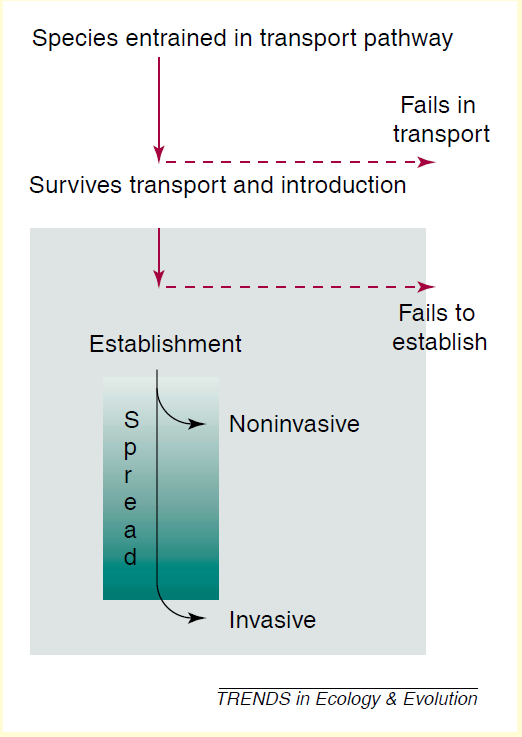 Species entrained in transport pathway
Fails in
transport
Survives transport and introduction
Fails to
establish
Establishment
Spread
Noninvasive
Invasive
TRENDS in Ecology & Evolution